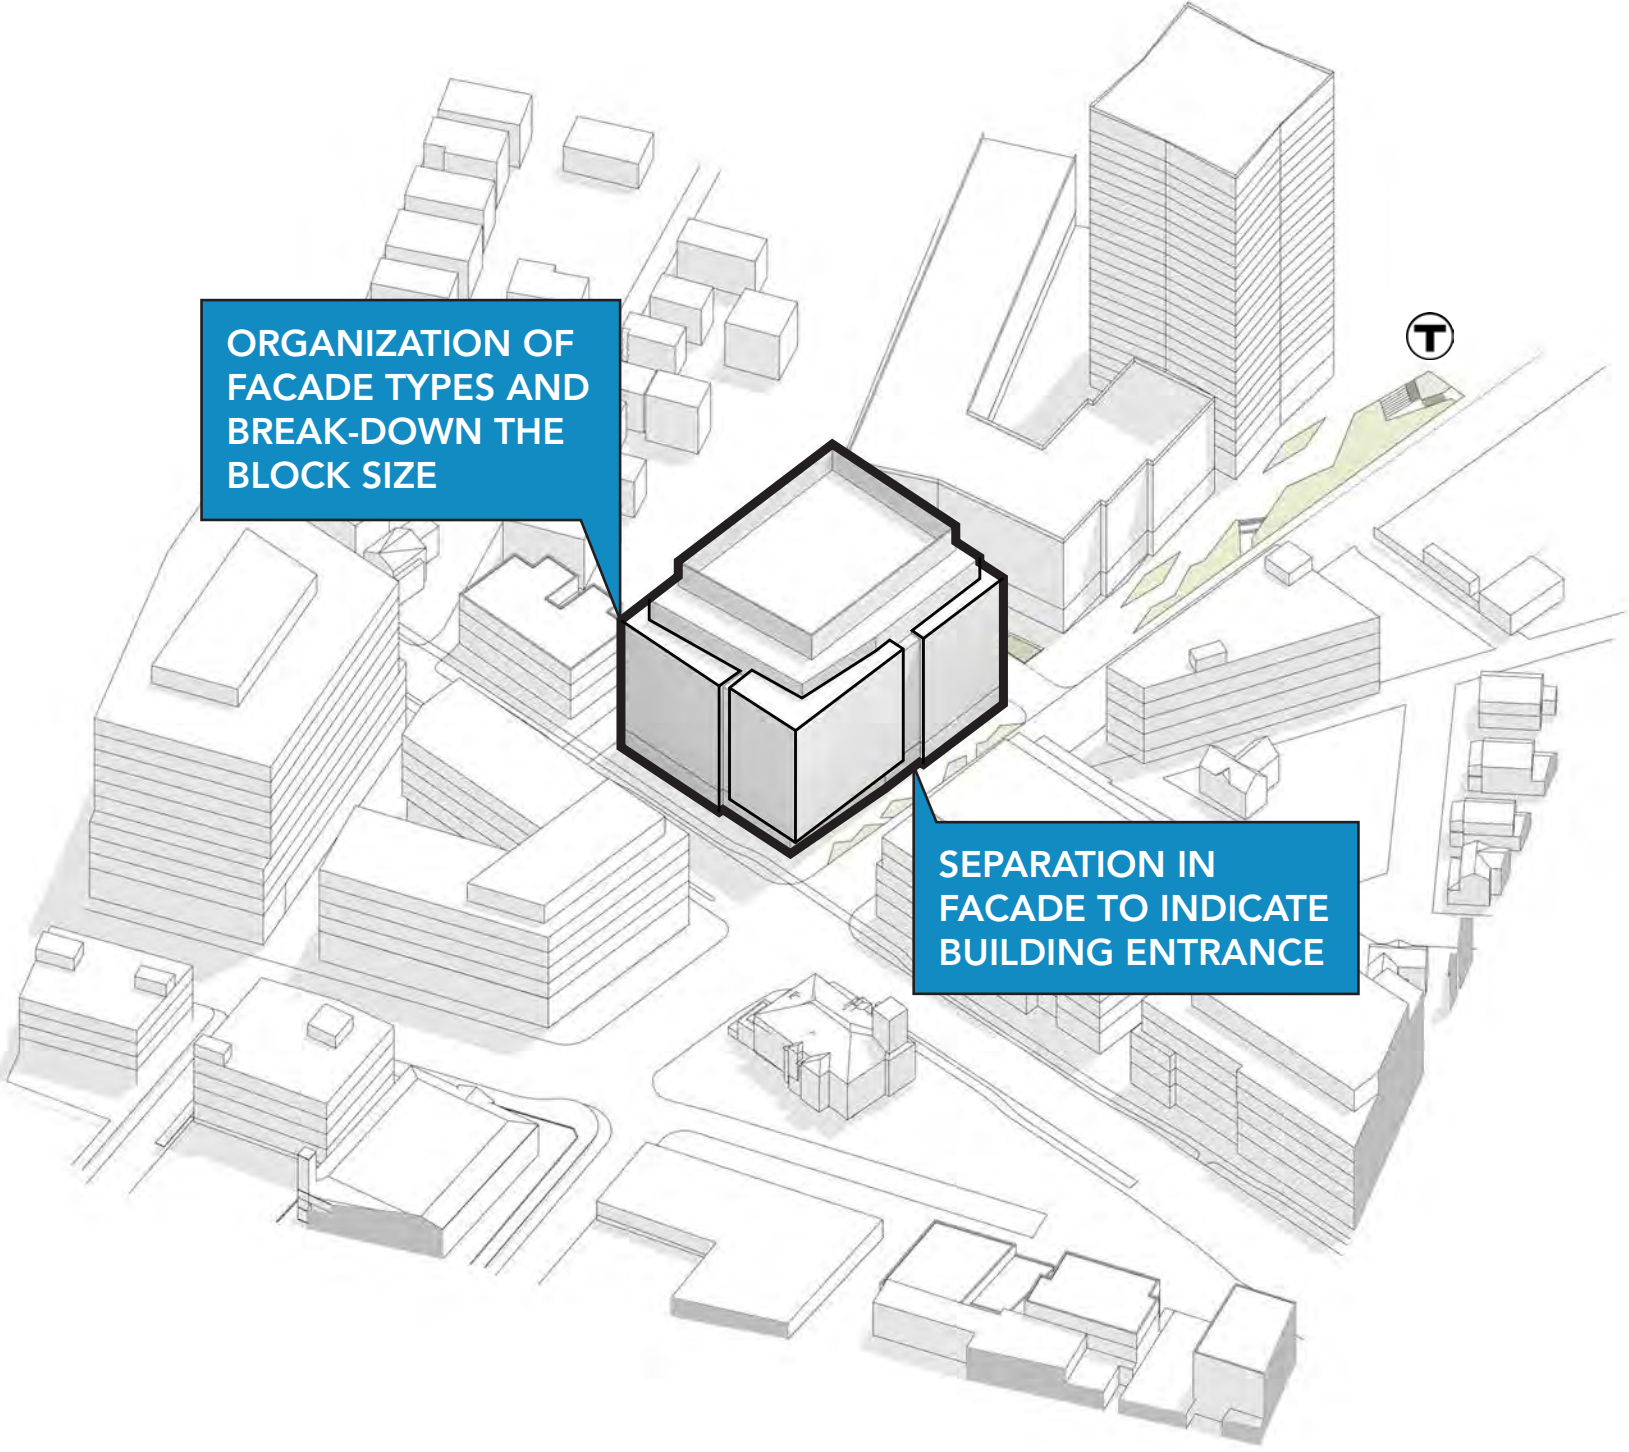 ORGANIZATION OF
FACADE TYPES AND
BREAK-DOWN THE
BLOCK SIZE
T
SEPARATION IN
FACADE TO INDICATE
BUILDING ENTRANCE